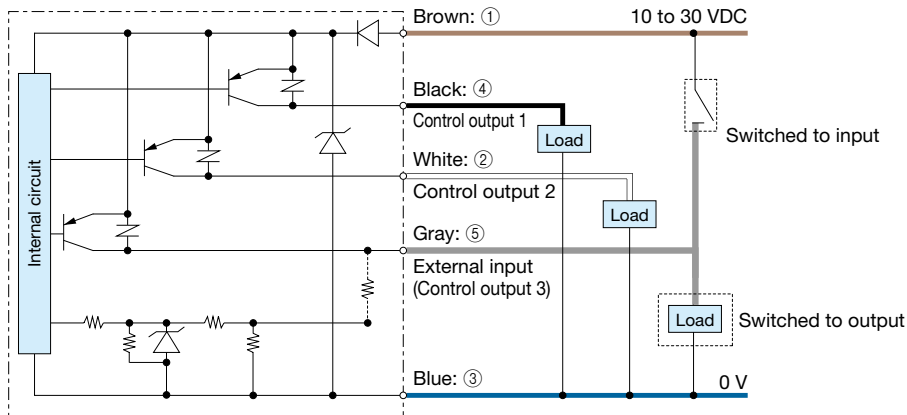 Brown: ①
10 to 30 VDC
Black: ④
Control output 1
Load
Switched to input
White: ②
Control output 2
Load
Internal circuit
Gray: ⑤
External input
(Control output 3)
Load
Switched to output
Blue: ③
0 V